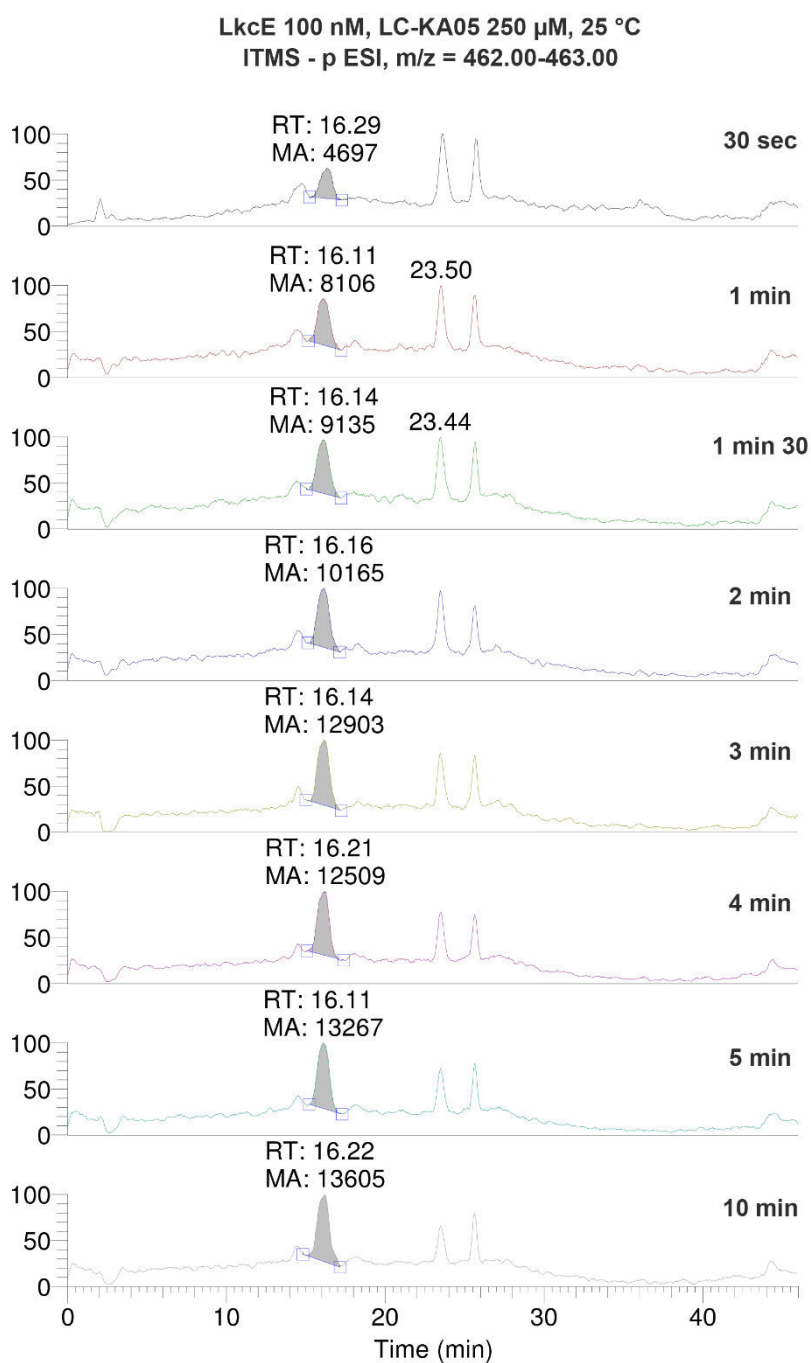 LkcE 100 nM, LC-KA05 250 µM, 25 °C
ITMS - p ESI, m/z = 462.00-463.00
RT: 16.29
MA: 4697
30 sec
100
50
0
RT: 16.11
MA: 8106
23.50
1 min
100
50
0
RT: 16.14
MA: 9135
23.44
1 min 30
100
50
0
RT: 16.16
MA: 10165
2 min
100
50
0
RT: 16.14
MA: 12903
3 min
100
50
0
RT: 16.21
MA: 12509
4 min
100
50
0
RT: 16.11
MA: 13267
5 min
100
50
0
RT: 16.22
MA: 13605
10 min
100
50
0
0 10 20 30 40
Time (min)